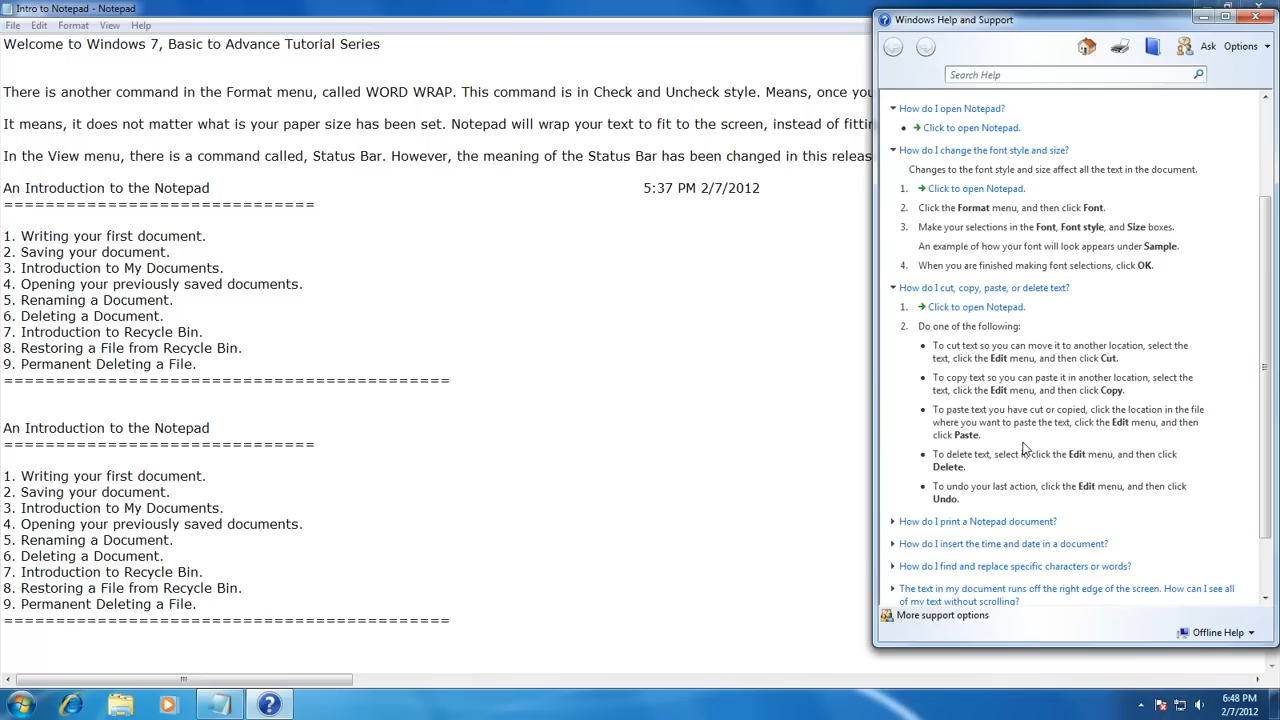 Intro to Notepad - Notepad
File Edit Format View Help
Welcome to Windows 7, Basic to Advance Tutorial Series
There is another command in the Format menu, called WORD WRAP. This command is in Check and Uncheck style. Means, once you
It means, it does not matter what is your paper size has been set. Notepad will wrap your text to fit to the screen, instead of
In the View menu, there is a command called, Status Bar. However, the meaning of the Status Bar has been changed in this
An Introduction to the Notepad 5:37 PM 2/7/2012
==============================
1. Writing your first document.
2. Saving your document.
3. Introduction to My Documents.
4. Opening your previously saved documents.
5. Renaming a Document.
6. Deleting a Document.
7. Introduction to Recycle Bin.
8. Restoring a File from Recycle Bin.
9. Permanent Deleting a File.
===========================================
An Introduction to the Notepad
==============================
1. Writing your first document.
2. Saving your document.
3. Introduction to My Documents.
4. Opening your previously saved documents.
5. Renaming a Document.
6. Deleting a Document.
7. Introduction to Recycle Bin.
8. Restoring a File from Recycle Bin.
9. Permanent Deleting a File.
===========================================
Windows Help and Support
Ask Options
Search Help
How do I open Notepad?
Click to open Notepad.
How do I change the font style and size?
Changes to the font style and size affect all the text in the document.
1. Click to open Notepad.
2. Click the Format menu, and then click Font.
3. Make your selections in the Font, Font style, and Size boxes.
An example of how your font will look appears under Sample.
4. When you are finished making font selections, click OK.
How do I cut, copy, paste, or delete text?
1. Click to open Notepad.
2. Do one of the following:
To cut text so you can move it to another location, select the
text, click the Edit menu, and then click Cut.
To copy text so you can paste it in another location, select the
text, click the Edit menu, and then click Copy.
To paste text you have cut or copied, click the location in the file
where you want to paste the text, click the Edit menu, and then
click Paste.
To delete text, select click the Edit menu, and then click
Delete.
To undo your last action, click the Edit menu, and then click
Undo.
How do I print a Notepad document?
How do I insert the time and date in a document?
How do I find and replace specific characters or words?
The text in my document runs off the right edge of the screen. How can I see all
of my text without scrolling?
More support options
Offline Help
6:48 PM
2/7/2012